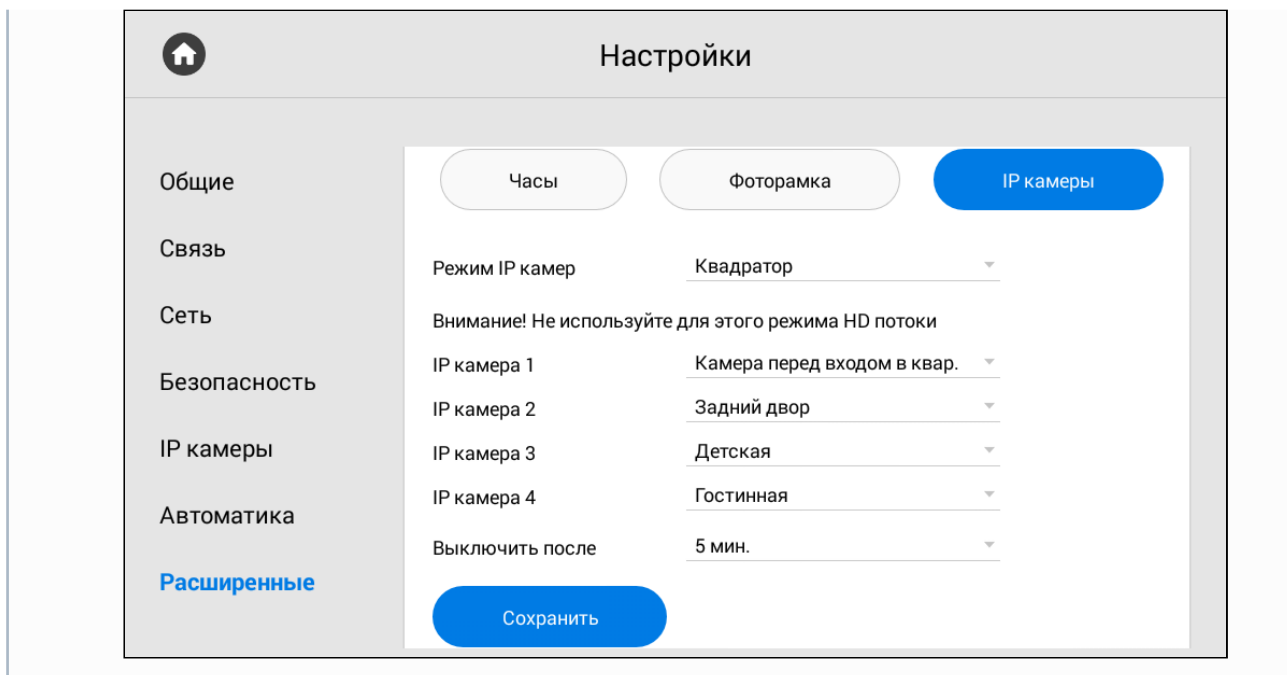 Настройки
Общие
Связь
Сеть
Безопасность
IP камеры
Автоматика
Расширенные
Часы Фоторамка IP камеры
Режим IP камер Квадратор
Внимание! Не используйте для этого режима HD потоки
IP камера 1 Камера перед входом в квар.
IP камера 2 Задний двор
IP камера 3 Детская
IP камера 4 Гостинная
Выключить после 5 мин.
Сохранить